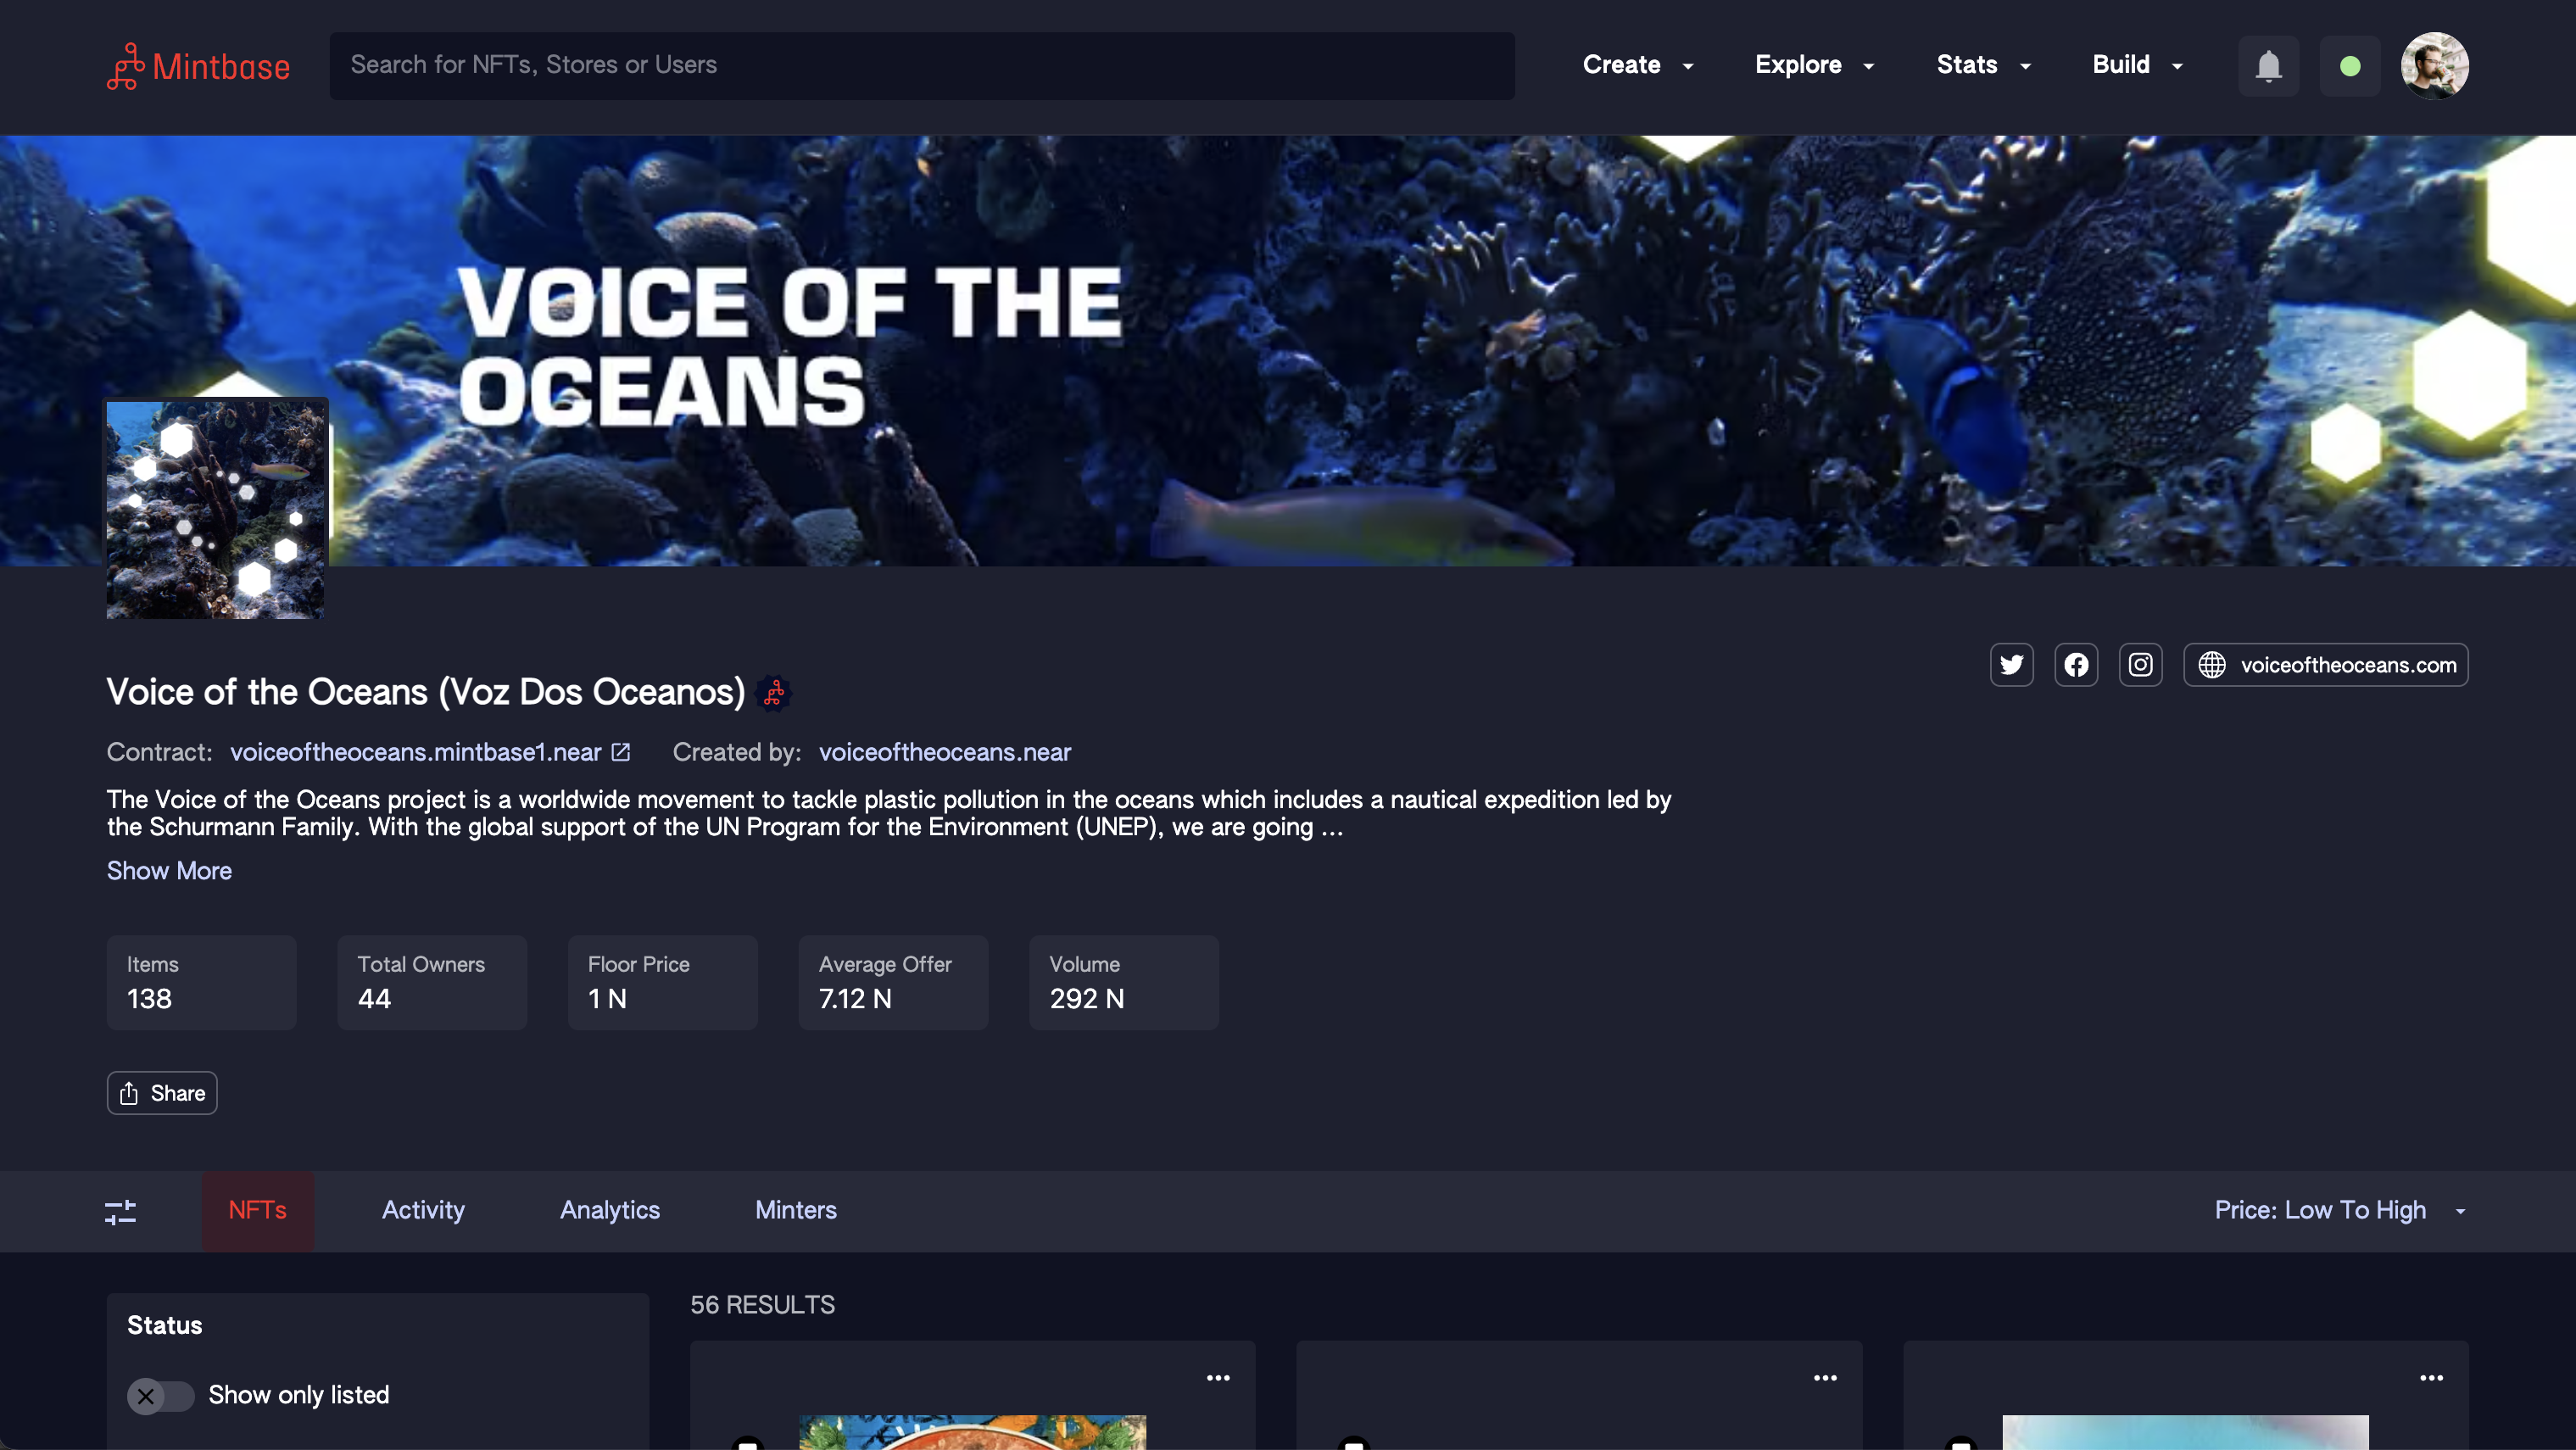 Mintbase
Search for NFTs, Stores or Users
Create
Explore
Stats
Build
VOICE OF THE
OCEANS
Voice of the Oceans (Voz Dos Oceanos)
voiceoftheoceans.com
Contract: voiceoftheoceans.mintbase1.near Created by: voiceoftheoceans.near
The Voice of the Oceans project is a worldwide movement to tackle plastic pollution in the oceans which includes a nautical expedition led by
the Schurmann Family. With the global support of the UN Program for the Environment (UNEP), we are going ...
Show More
Items
138
Total Owners
44
Floor Price
1 N
Average Offer
7.12 N
Volume
292 N
Share
NFTs
Activity
Analytics
Minters
Price: Low To High
Status
Show only listed
56 RESULTS